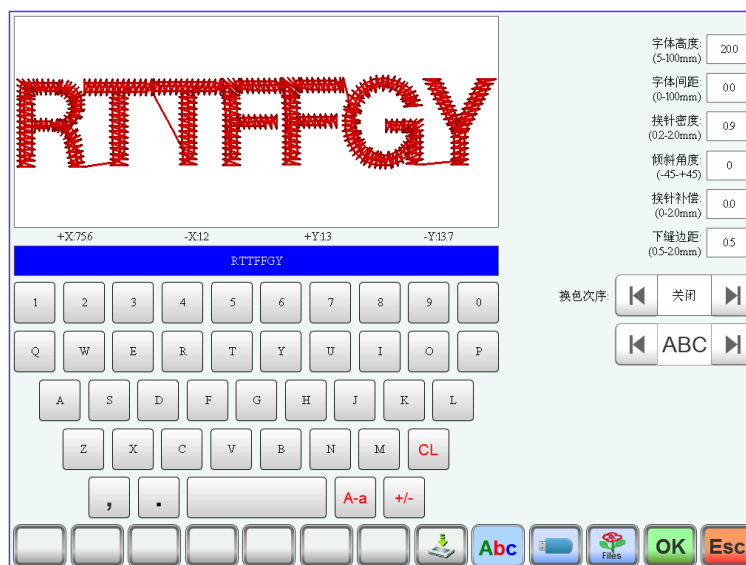 RTTFFGY
+X:75.6 -X:1.2 +Y:1.3 -Y:13.7
RTTFFGY
字体高度: 20.0
(5-100mm)
字体间距: 0.0
(0-100mm)
挨针密度: 0.9
(0.2-2.0mm)
倾斜角度: 0
(-45-+45)
挨针补偿: 0.0
(0-2.0mm)
下缝边距: 0.5
(0.5-2.0mm)
换色次序: 关闭
ABC
1 2 3 4 5 6 7 8 9 0
Q W E R T Y U I O P
A S D F G H J K L
Z X C V B N M CL
, . A-a +/-
Abc Files OK Esc